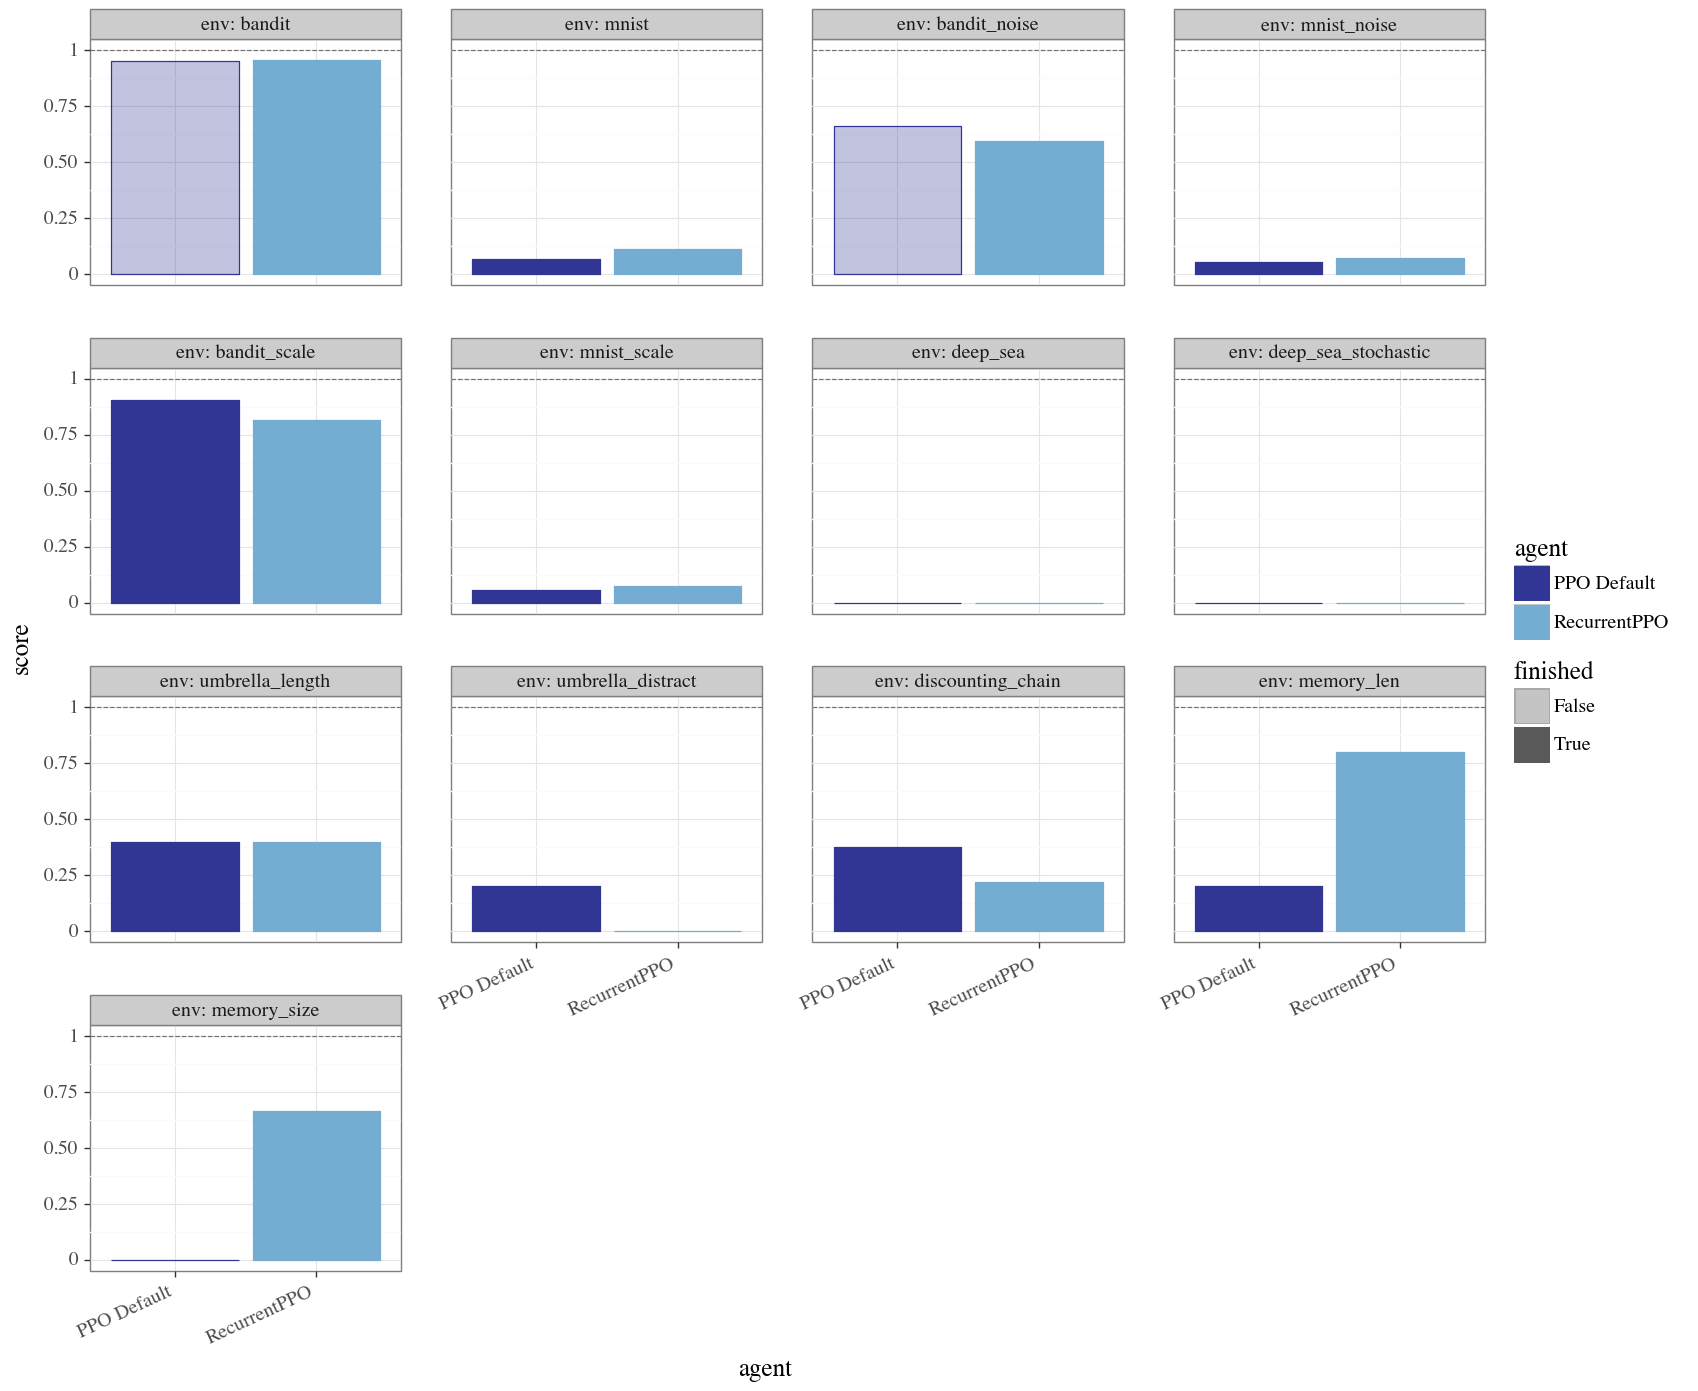 env: bandit
env: mnist
env: bandit_noise
env: mnist_noise
1
0.75
0.50
0.25
0
env: bandit_scale
env: mnist_scale
env: deep_sea
env: deep_sea_stochastic
1
0.75
0.50
0.25
0
env: umbrella_length
env: umbrella_distract
env: discounting_chain
env: memory_len
1
0.75
0.50
0.25
0
PPO Default
RecurrentPPO
PPO Default
RecurrentPPO
PPO Default
RecurrentPPO
env: memory_size
1
0.75
0.50
0.25
0
PPO Default
RecurrentPPO
score
agent
agent
PPO Default
RecurrentPPO
finished
False
True